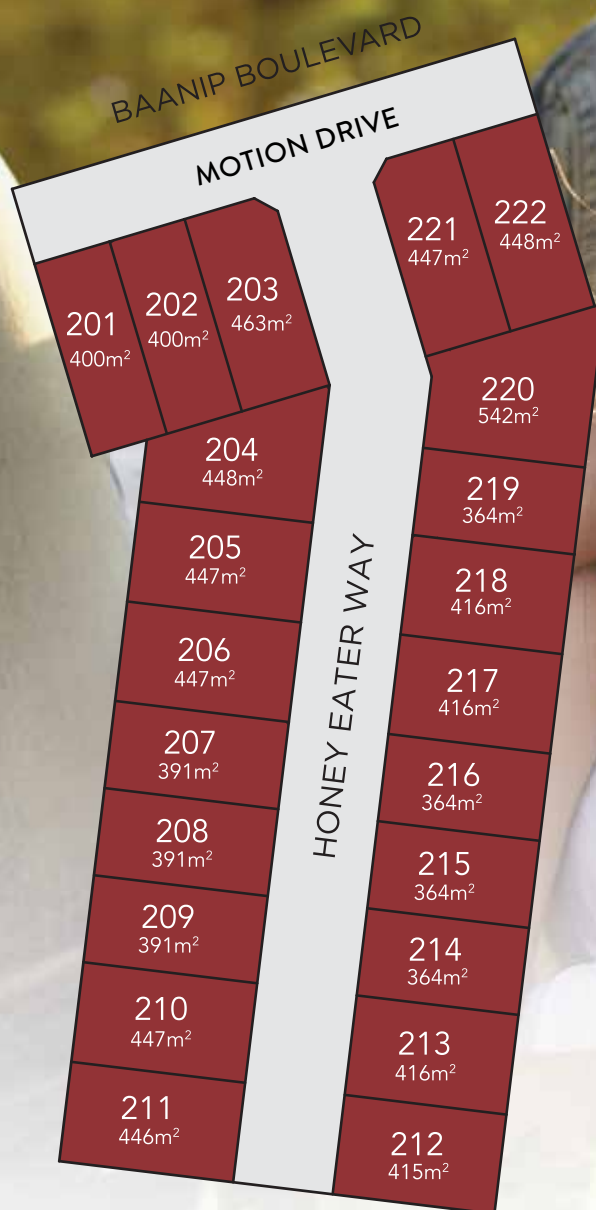 BAANIP BOULEVARD
MOTION DRIVE
221
447m²
222
448m²
201
400m²
202
400m²
203
463m²
220
542m²
204
448m²
219
364m²
205
447m²
218
416m²
206
447m²
217
416m²
HONEY EATER WAY
207
391m²
216
364m²
208
391m²
215
364m²
209
391m²
214
364m²
210
447m²
213
416m²
211
446m²
212
415m²